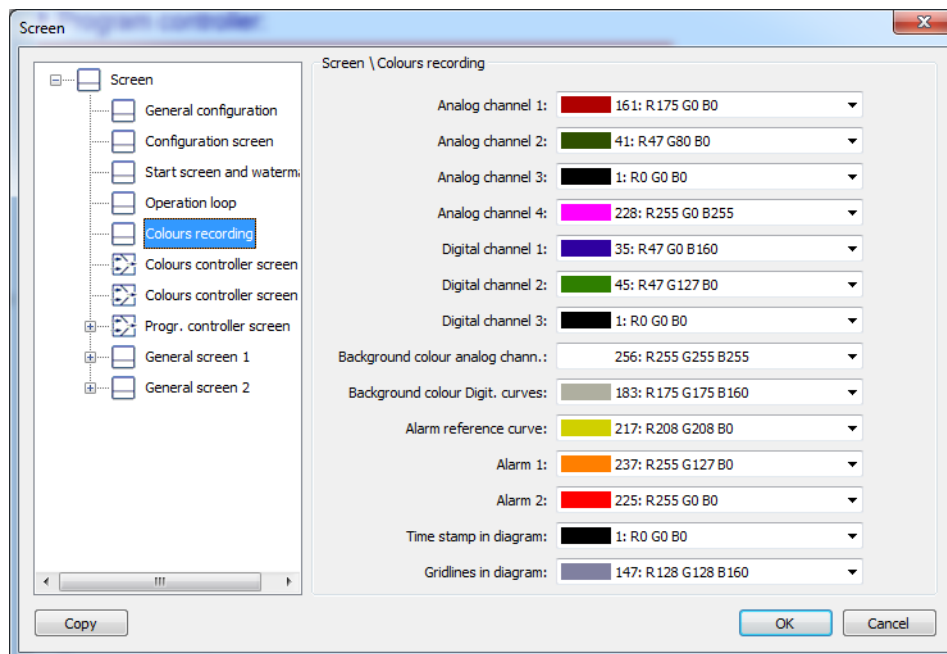 Program controller:
Screen
Screen
General configuration
Configuration screen
Start screen and waterma
Operation loop
Colours recording
Colours controller screen
Colours controller screen
Progr. controller screen
General screen 1
General screen 2
Screen \ Colours recording
Analog channel 1: 161: R175 G0 B0
Analog channel 2: 41: R47 G80 B0
Analog channel 3: 1: R0 G0 B0
Analog channel 4: 228: R255 G0 B255
Digital channel 1: 35: R47 G0 B160
Digital channel 2: 45: R47 G127 B0
Digital channel 3: 1: R0 G0 B0
Background colour analog chann.: 256: R255 G255 B255
Background colour Digit. curves: 183: R175 G175 B160
Alarm reference curve: 217: R208 G208 B0
Alarm 1: 237: R255 G127 B0
Alarm 2: 225: R255 G0 B0
Time stamp in diagram: 1: R0 G0 B0
Gridlines in diagram: 147: R128 G128 B160
Copy
OK Cancel